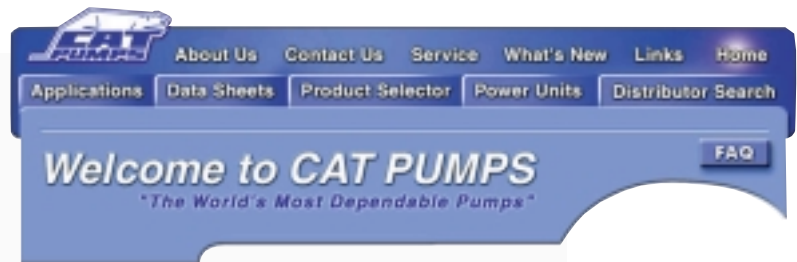 CAT PUMPS
About Us Contact Us Service What's New Links Home
Applications Data Sheets Product Selector Power Units Distributor Search
FAQ
Welcome to CAT PUMPS
"The World's Most Dependable Pumps"